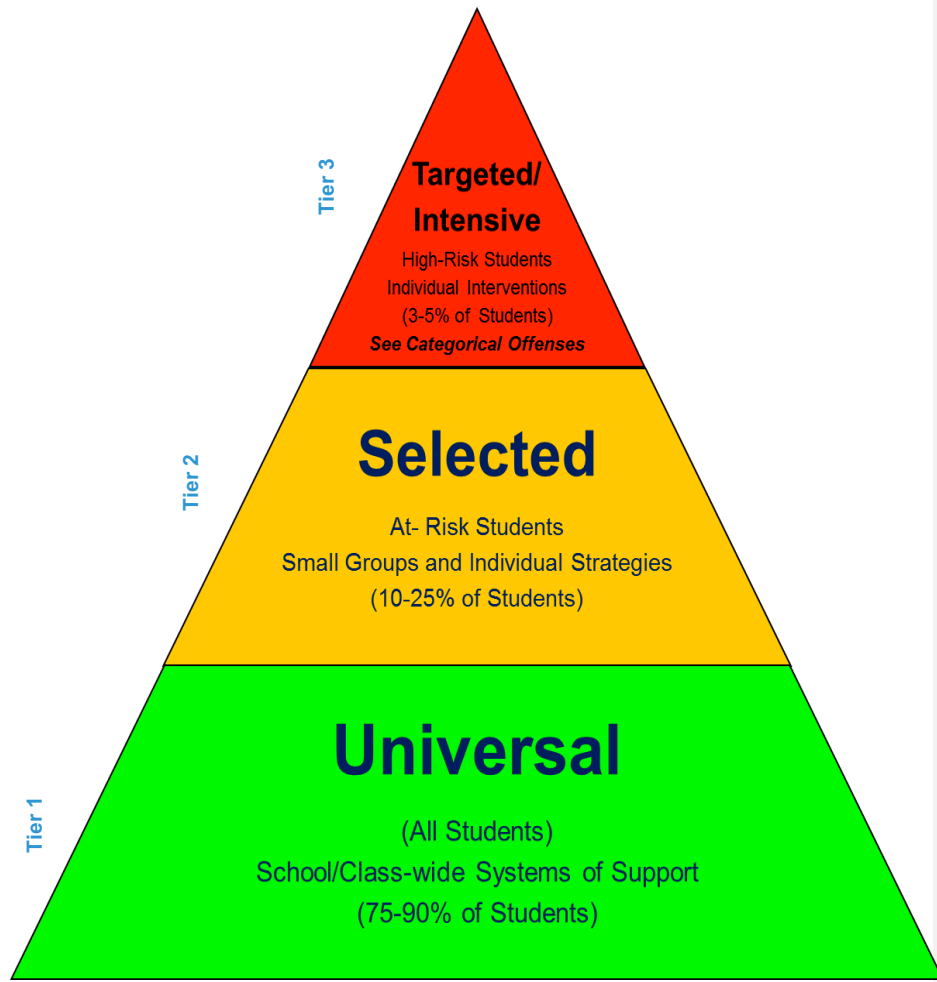 Tier 3
Targeted/
Intensive
High-Risk Students
Individual Interventions
(3-5% of Students)
See Categorical Offenses
Tier 2
Selected
At- Risk Students
Small Groups and Individual Strategies
(10-25% of Students)
Tier 1
Universal
(All Students)
School/Class-wide Systems of Support
(75-90% of Students)